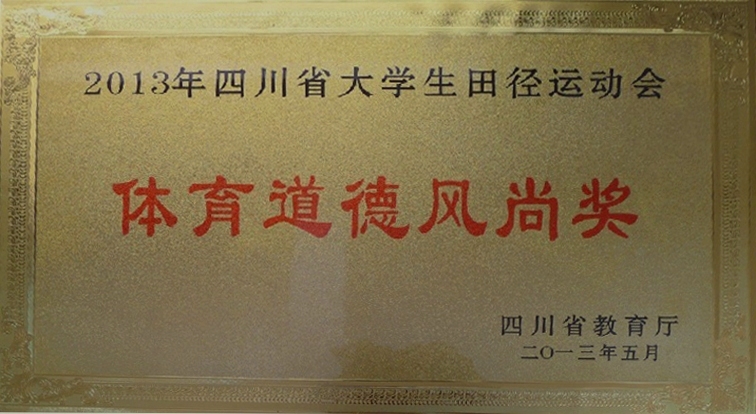 2013年四川省大学生田径运动会
体育道德风尚奖
四川省教育厅
二〇一三年五月